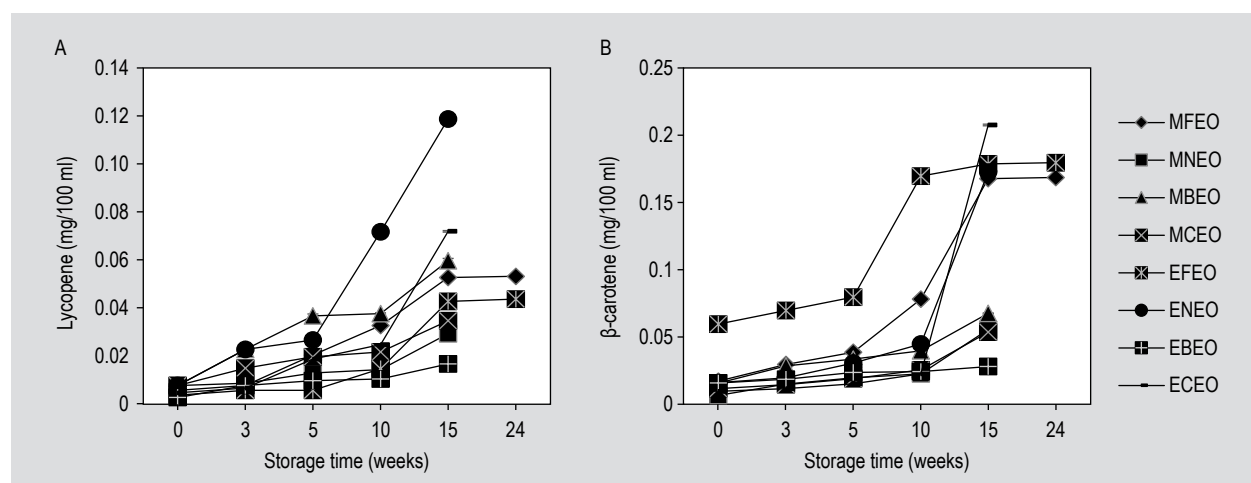 A
0.14
0.12
0.10
0.08
0.06
0.04
0.02
0
Lycopene (mg/100 ml)
0 3 5 10 15 24
Storage time (weeks)
B
0.25
0.2
0.15
0.1
0.05
0
β-carotene (mg/100 ml)
0 3 5 10 15 24
Storage time (weeks)
MFEO
MNEO
MBEO
MCEO
EFEO
ENEO
EBEO
ECEO